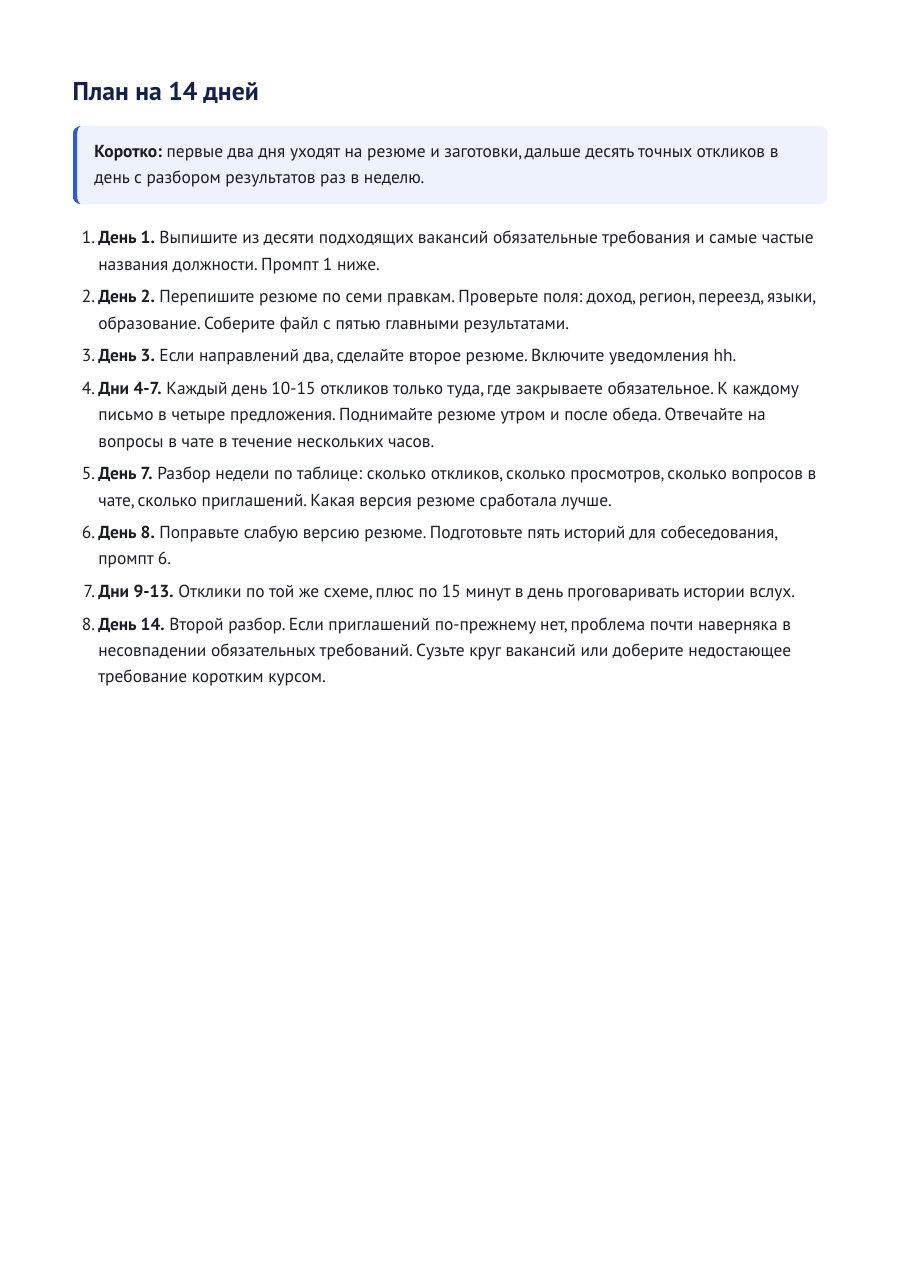 План на 14 дней
Коротко: первые два дня уходят на резюме и заготовки, дальше десять точных откликов в
день с разбором результатов раз в неделю.
1. День 1. Выпишите из десяти подходящих вакансий обязательные требования и самые частые
названия должности. Промпт 1 ниже.
2. День 2. Перепишите резюме по семи правкам. Проверьте поля: доход, регион, переезд, языки,
образование. Соберите файл с пятью главными результатами.
3. День 3. Если направлений два, сделайте второе резюме. Включите уведомления hh.
4. Дни 4-7. Каждый день 10-15 откликов только туда, где закрываете обязательное. К каждому
письмо в четыре предложения. Поднимайте резюме утром и после обеда. Отвечайте на
вопросы в чате в течение нескольких часов.
5. День 7. Разбор недели по таблице: сколько откликов, сколько просмотров, сколько вопросов в
чате, сколько приглашений. Какая версия резюме сработала лучше.
6. День 8. Поправьте слабую версию резюме. Подготовьте пять историй для собеседования,
промпт 6.
7. Дни 9-13. Отклики по той же схеме, плюс по 15 минут в день проговаривать истории вслух.
8. День 14. Второй разбор. Если приглашений по-прежнему нет, проблема почти наверняка в
несовпадении обязательных требований. Сузьте круг вакансий или доберите недостающее
требование коротким курсом.